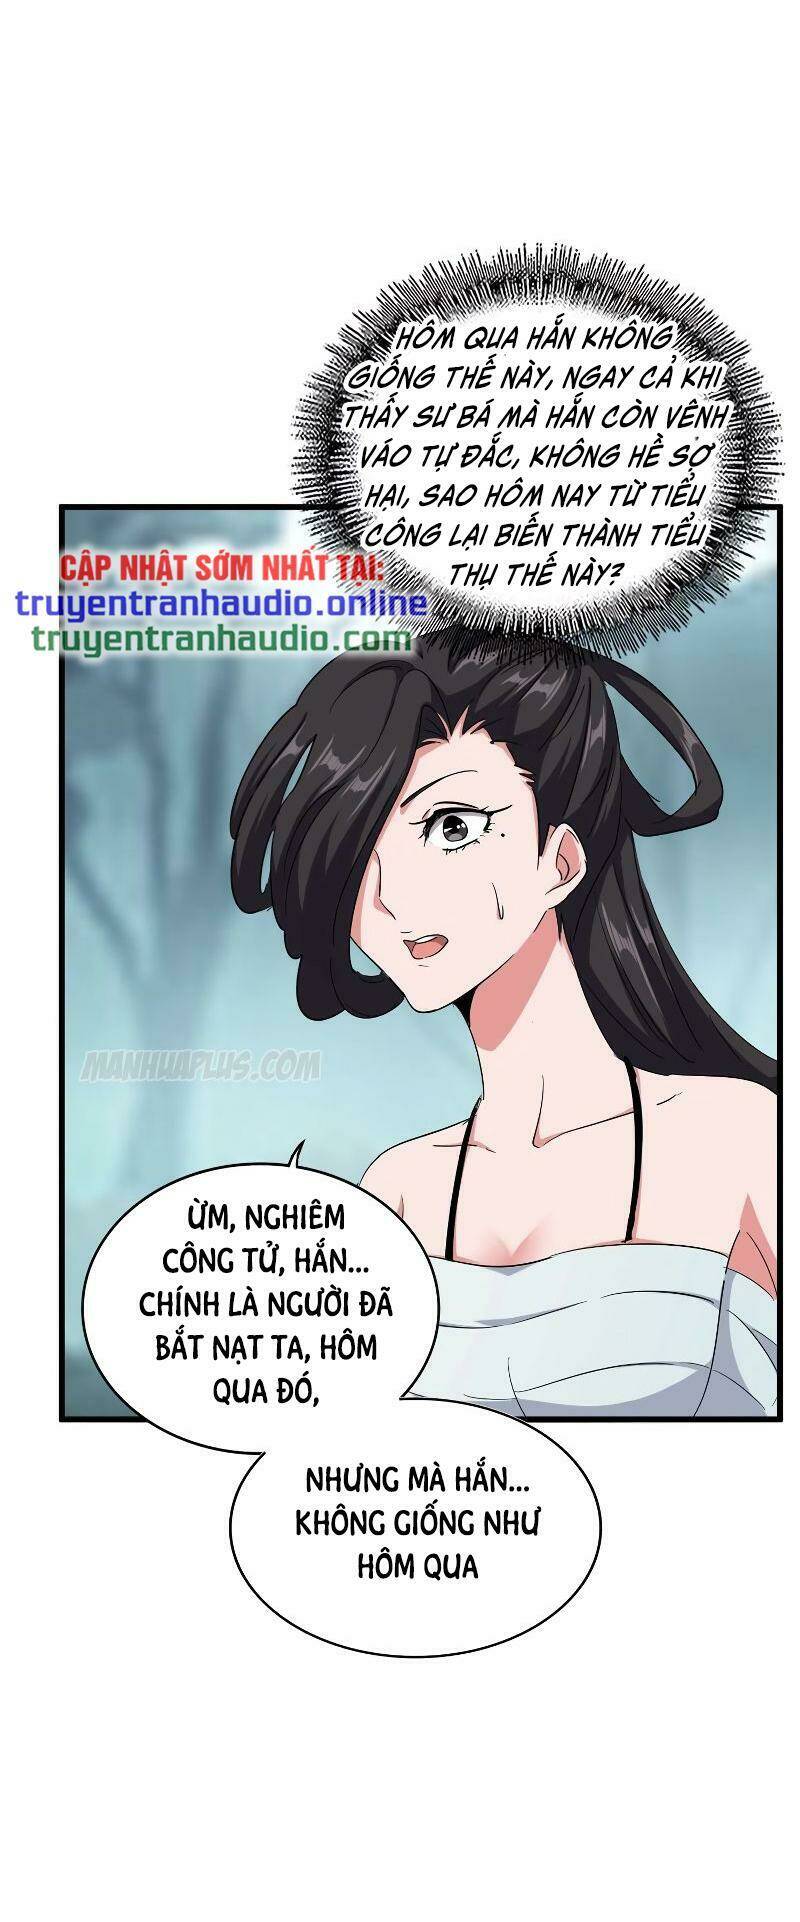 HÔM QUA HẮN KHÔNG
GIỐNG THẾ NÀY, NGAY CẢ KHI
THẤY SƯ BÁ MÀ HẮN CÒN VÊNH
VÁO TỰ ĐẮC, KHÔNG HỀ SỢ
HẠI, SAO HÔM NAY TỪ TIỂU
CÔNG LẠI BIẾN THÀNH TIỂU
THỤ THẾ NÀY?
CẬP NHẬT SỚM NHẤT TẠI:
truyentranhaudio.online
truyentranhaudio.com
MANHUAPLUS.COM
ỪM, NGHIÊM
CÔNG TỬ, HẮN...
CHÍNH LÀ NGƯỜI ĐÃ
BẮT NẠT TA, HÔM
QUA ĐÓ,
NHƯNG MÀ HẮN...
KHÔNG GIỐNG NHƯ
HÔM QUA